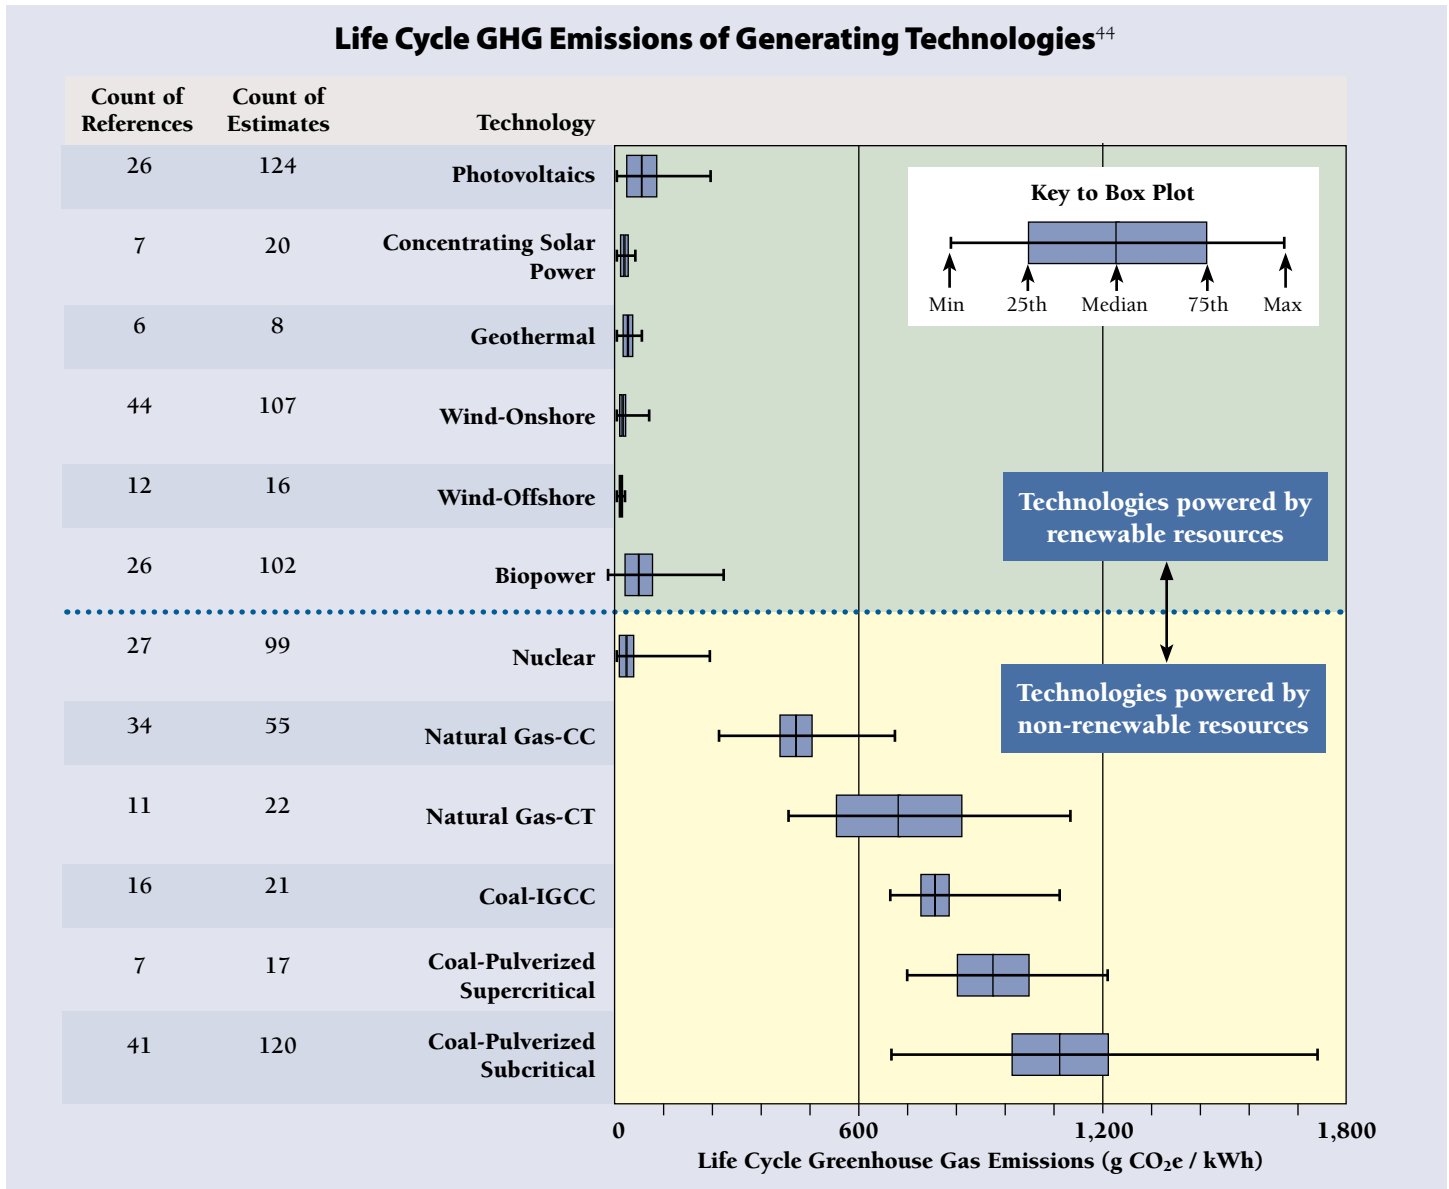 Life Cycle GHG Emissions of Generating Technologies44
Count of References
Count of Estimates
Technology
26 124 Photovoltaics
7 20 Concentrating Solar
Power
6 8 Geothermal
44 107 Wind-Onshore
12 16 Wind-Offshore
26 102 Biopower
27 99 Nuclear
34 55 Natural Gas-CC
11 22 Natural Gas-CT
16 21 Coal-IGCC
7 17 Coal-Pulverized
Supercritical
41 120 Coal-Pulverized
Subcritical
Key to Box Plot
Min 25th Median 75th Max
Technologies powered by
renewable resources
Technologies powered by
non-renewable resources
0 600 1,200 1,800
Life Cycle Greenhouse Gas Emissions (g CO₂e / kWh)